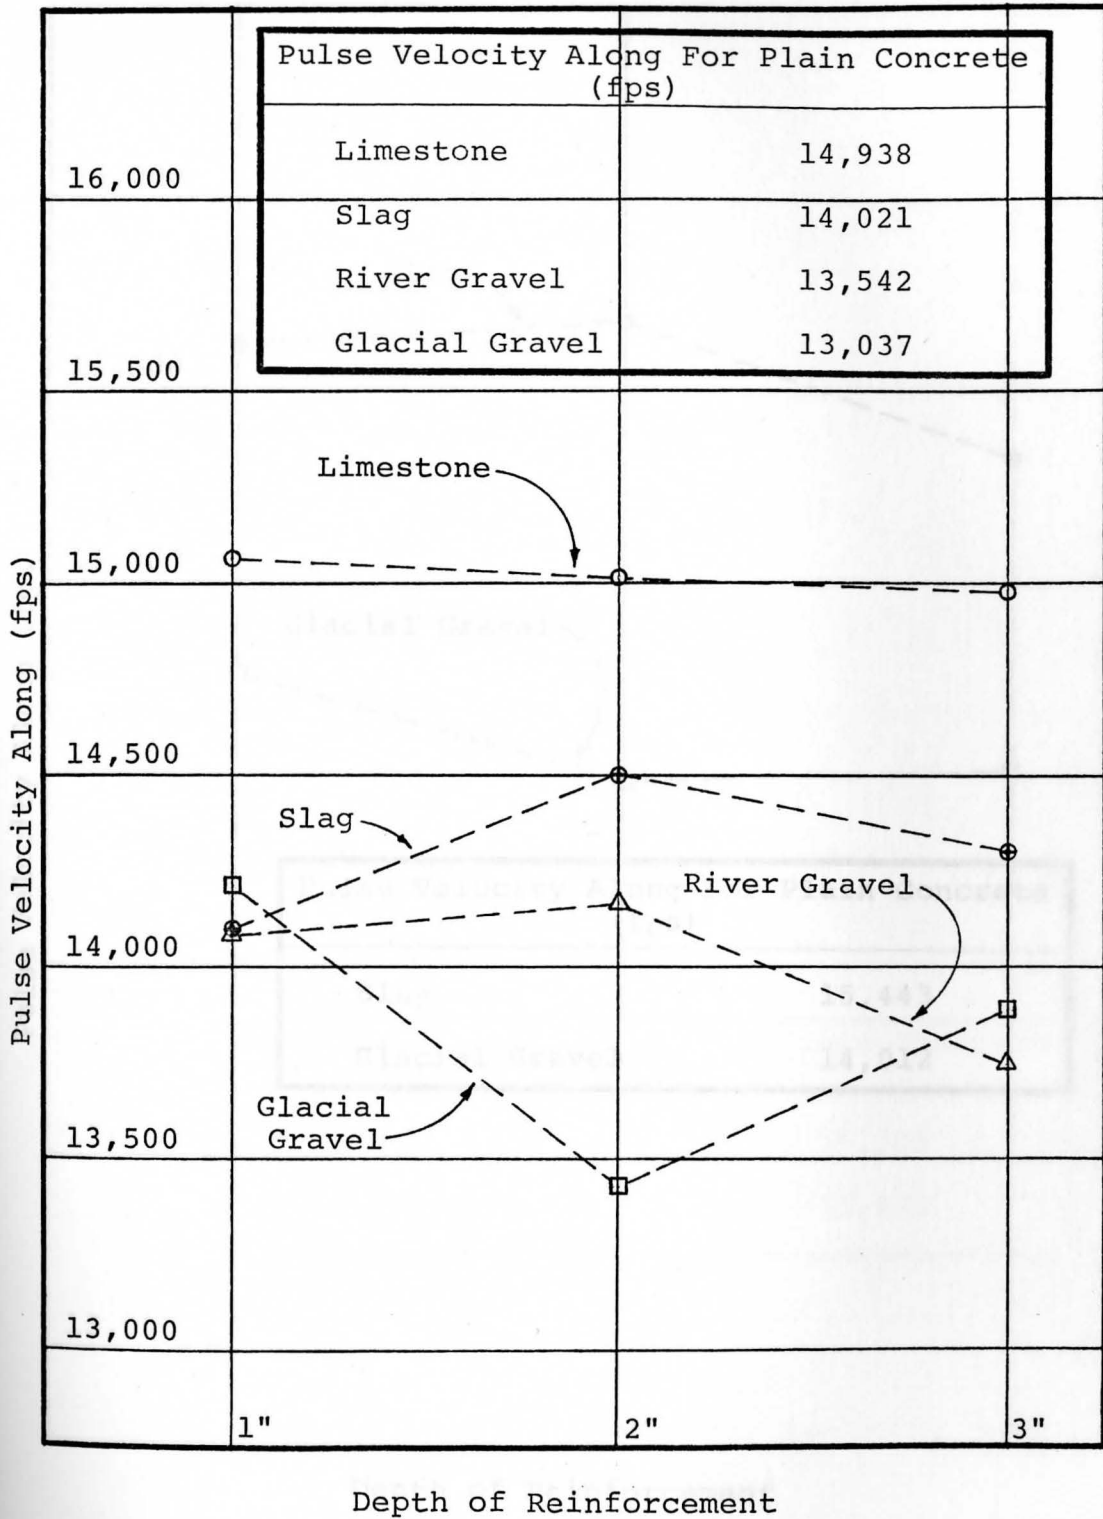 Pulse Velocity Along For Plain Concrete
(fps)
Limestone 14,938
Slag 14,021
River Gravel 13,542
Glacial Gravel 13,037
16,000
15,500
Limestone
15,000
14,500
Slag
River Gravel
14,000
Glacial
Gravel
13,500
13,000
1" 2" 3"
Pulse Velocity Along (fps)
Depth of Reinforcement